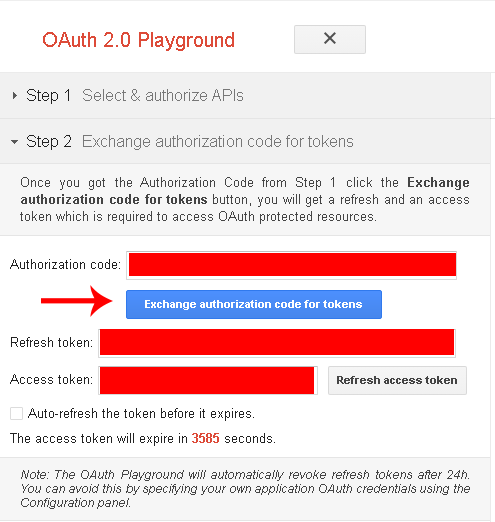 OAuth 2.0 Playground
Step 1 Select & authorize APIs
Step 2 Exchange authorization code for tokens
Once you got the Authorization Code from Step 1 click the Exchange
authorization code for tokens button, you will get a refresh and an access
token which is required to access OAuth protected resources.
Authorization code:
Exchange authorization code for tokens
Refresh token:
Access token: Refresh access token
Auto-refresh the token before it expires.
The access token will expire in 3585 seconds.
Note: The OAuth Playground will automatically revoke refresh tokens after 24h.
You can avoid this by specifying your own application OAuth credentials using the
Configuration panel.